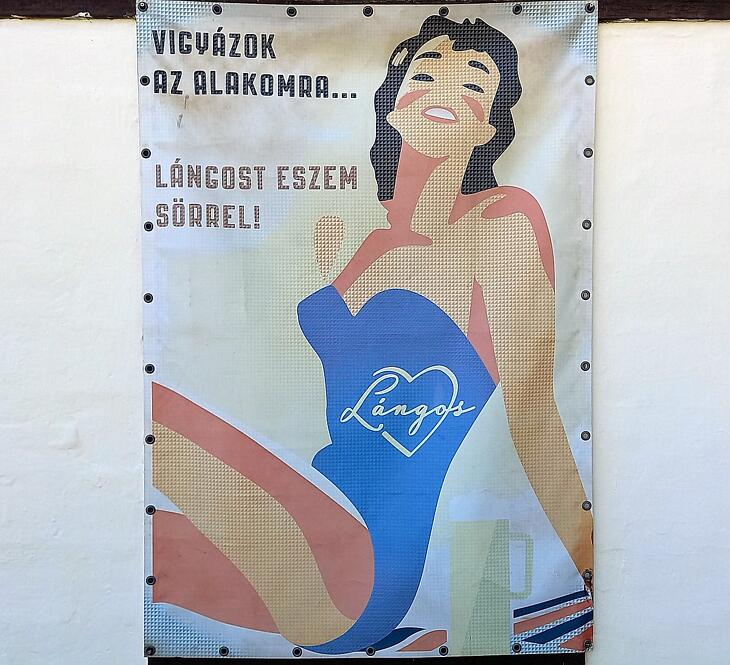 VIGYÁZOK
AZ ALAKOMRA...
LÁNGOST ESZEM
SÖRREL!
Lángos